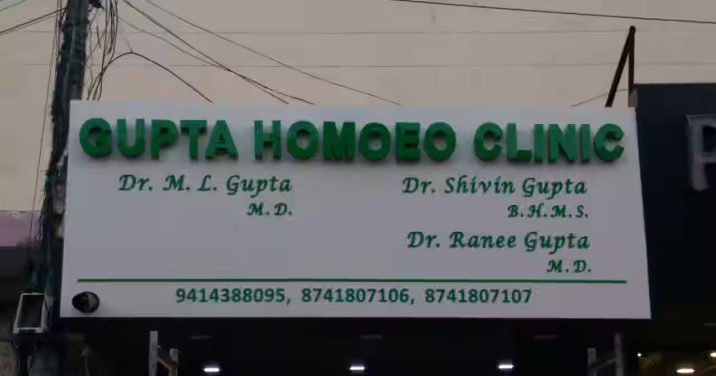 GUPTA HOMOEO CLINIC
Dr. M. L. Gupta
M.D.
Dr. Shivin Gupta
B.H.M.S.
Dr. Ranee Gupta
M.D.
9414388095, 8741807106, 8741807107
P